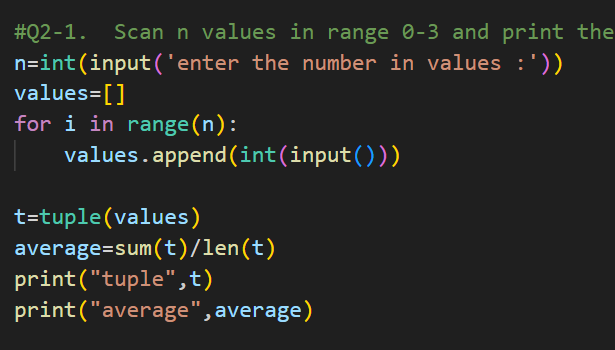 #Q2-1.  Scan n values in range 0-3 and print the
n=int(input('enter the number in values :'))
values=[]
for i in range(n):
    values.append(int(input()))
t=tuple(values)
average=sum(t)/len(t)
print("tuple",t)
print("average",average)